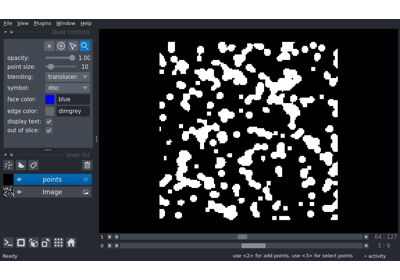 File View Plugins Window Help
layer controls
opacity: 1.00
point size: 10
blending: translucen
symbol: disc
face color: blue
edge color: dimgrey
display text:
out of slice:
layer list
points
Image
1 64 127
0 5 9
Ready use <2> for add points, use <3> for select points activity